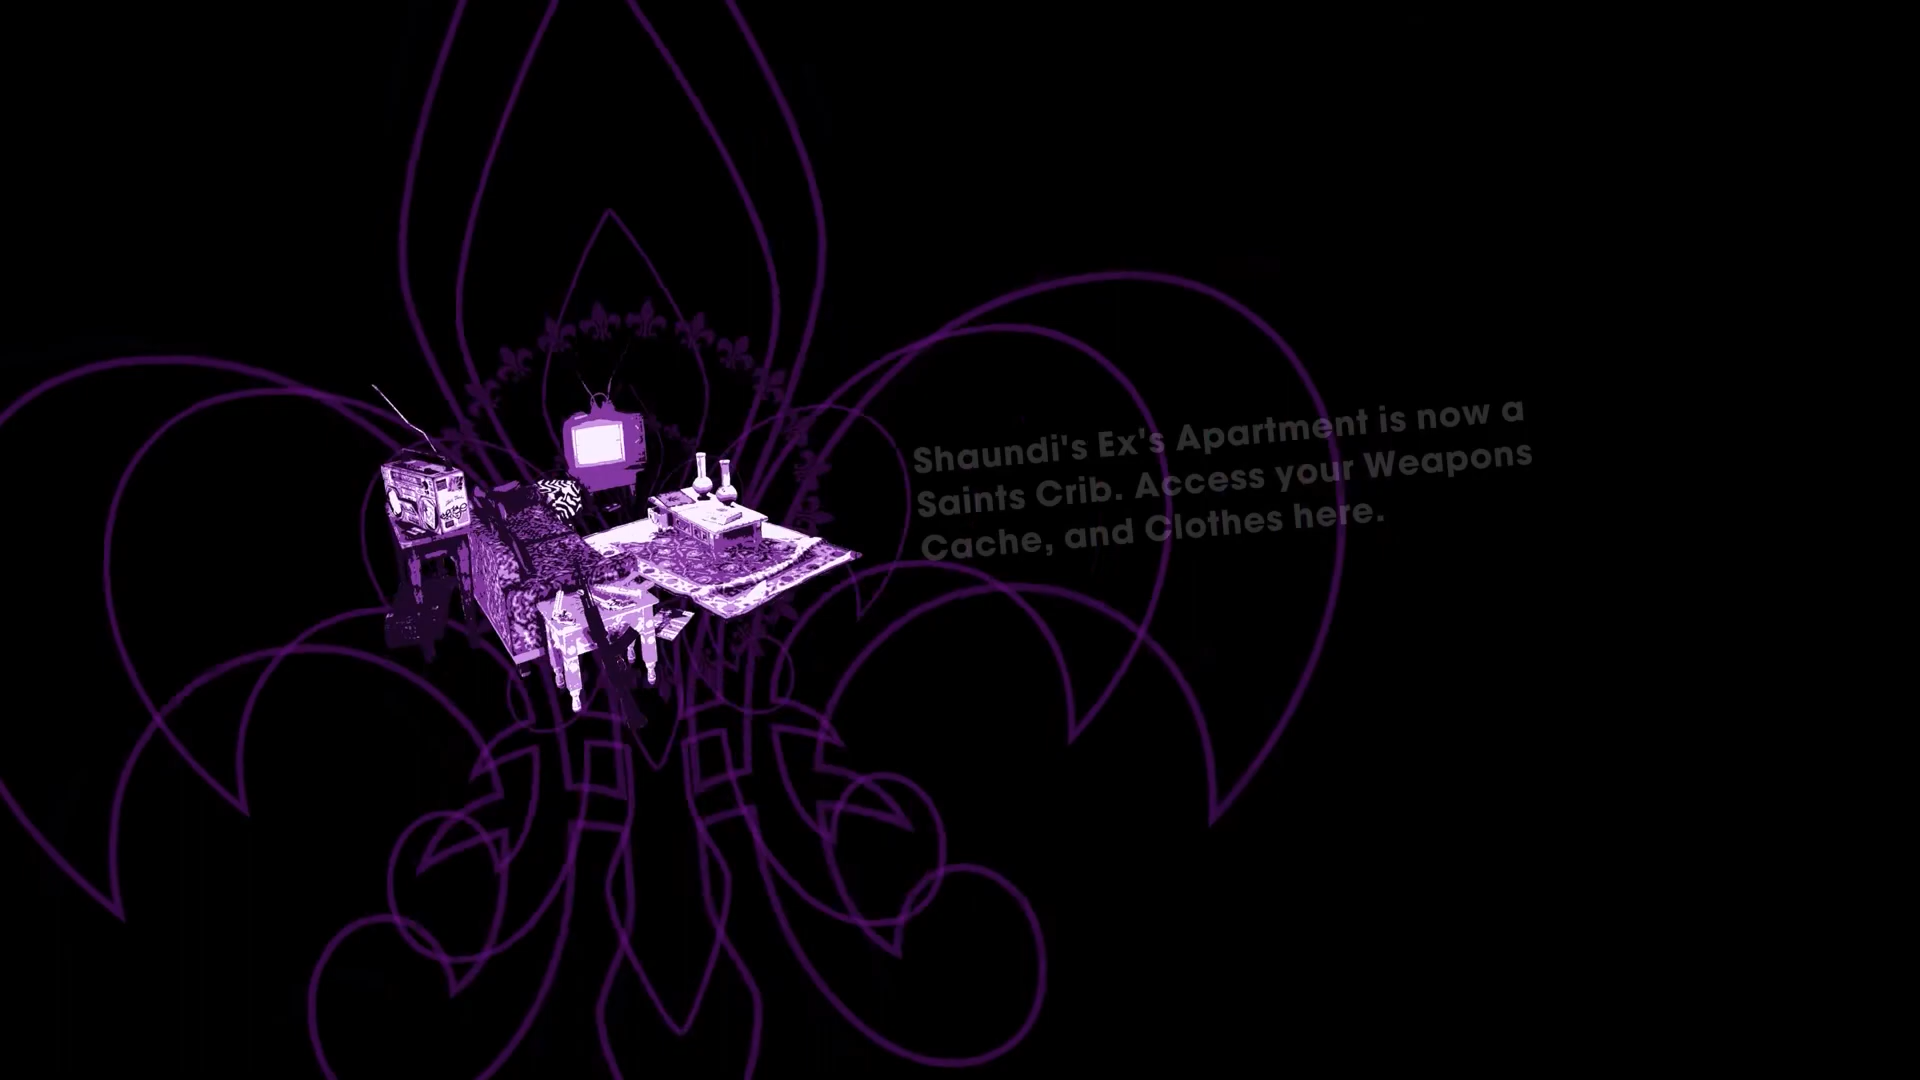 Shaundi's Ex's Apartment is now a
Saints Crib. Access your Weapons
Cache, and Clothes here.